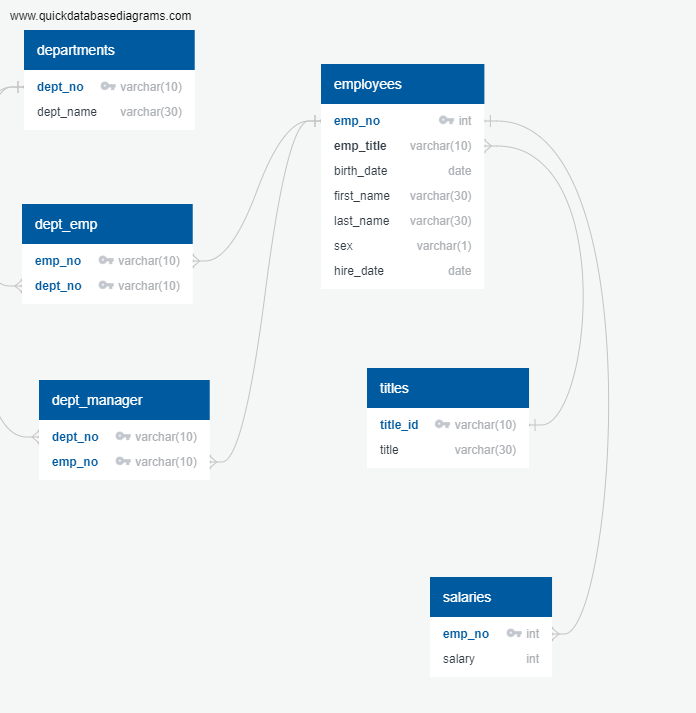 www.quickdatabasediagrams.com
departments
dept_no varchar(10)
dept_name varchar(30)
employees
emp_no int
emp_title varchar(10)
birth_date date
first_name varchar(30)
last_name varchar(30)
sex varchar(1)
hire_date date
dept_emp
emp_no varchar(10)
dept_no varchar(10)
dept_manager
dept_no varchar(10)
emp_no varchar(10)
titles
title_id varchar(10)
title varchar(30)
salaries
emp_no int
salary int